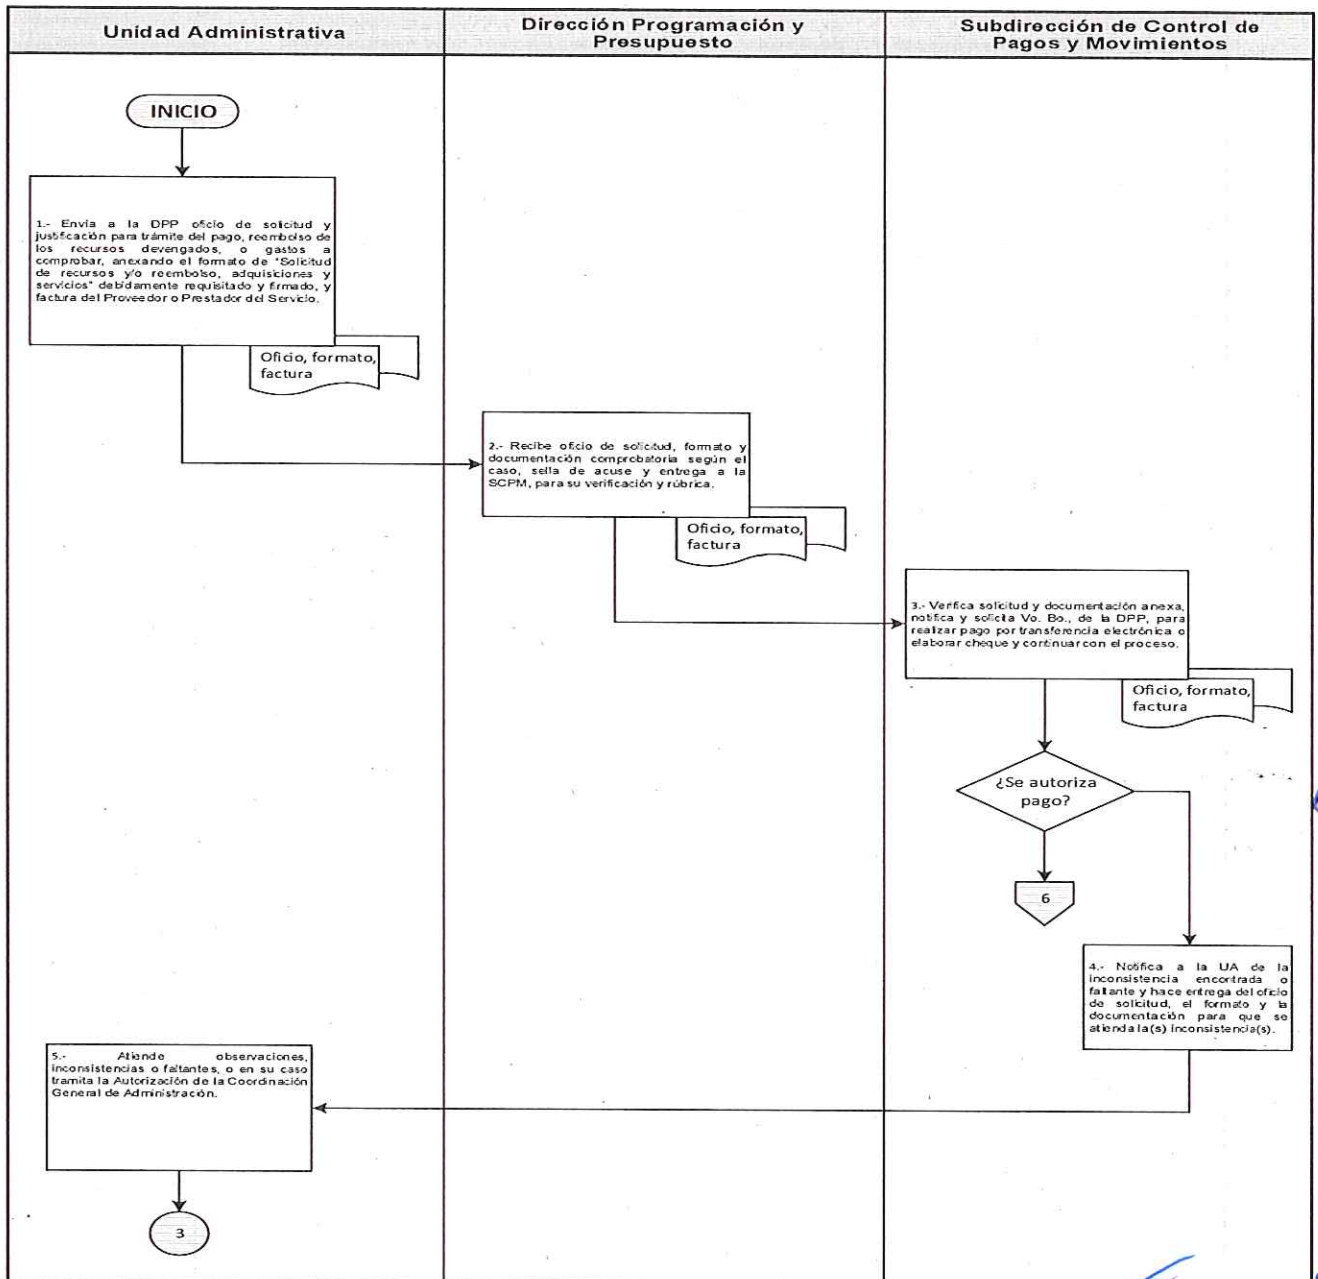 Unidad Administrativa
Dirección Programación y
Presupuesto
Subdirección de Control de
Pagos y Movimientos
INICIO
1.- Envía a la DPP oficio de solicitud y
justificación para trámite del pago, reembolso de
los recursos devengados, o gastos a
comprobar, anexando el formato de "Solicitud
de recursos y/o reembolso, adquisiciones y
servicios" debidamente requisitado y firmado, y
factura del Proveedor o Prestador del Servicio.
Oficio, formato,
factura
2.- Recibe oficio de solicitud, formato y
documentación comprobatoria según el
caso, sella de acuse y entrega a la
SCPM, para su verificación y rúbrica.
Oficio, formato,
factura
3.- Verifica solicitud y documentación anexa,
notifica y solicita Vo. Bo., de la DPP, para
realizar pago por transferencia electrónica o
elaborar cheque y continuar con el proceso.
Oficio, formato,
factura
¿Se autoriza
pago?
6
4.- Notifica a la UA de la
inconsistencia encontrada o
faltante y hace entrega del oficio
de solicitud, el formato y la
documentación para que se
atienda la(s) inconsistencia(s).
5.- Atiende observaciones,
inconsistencias o faltantes, o en su caso
tramita la Autorización de la Coordinación
General de Administración.
3